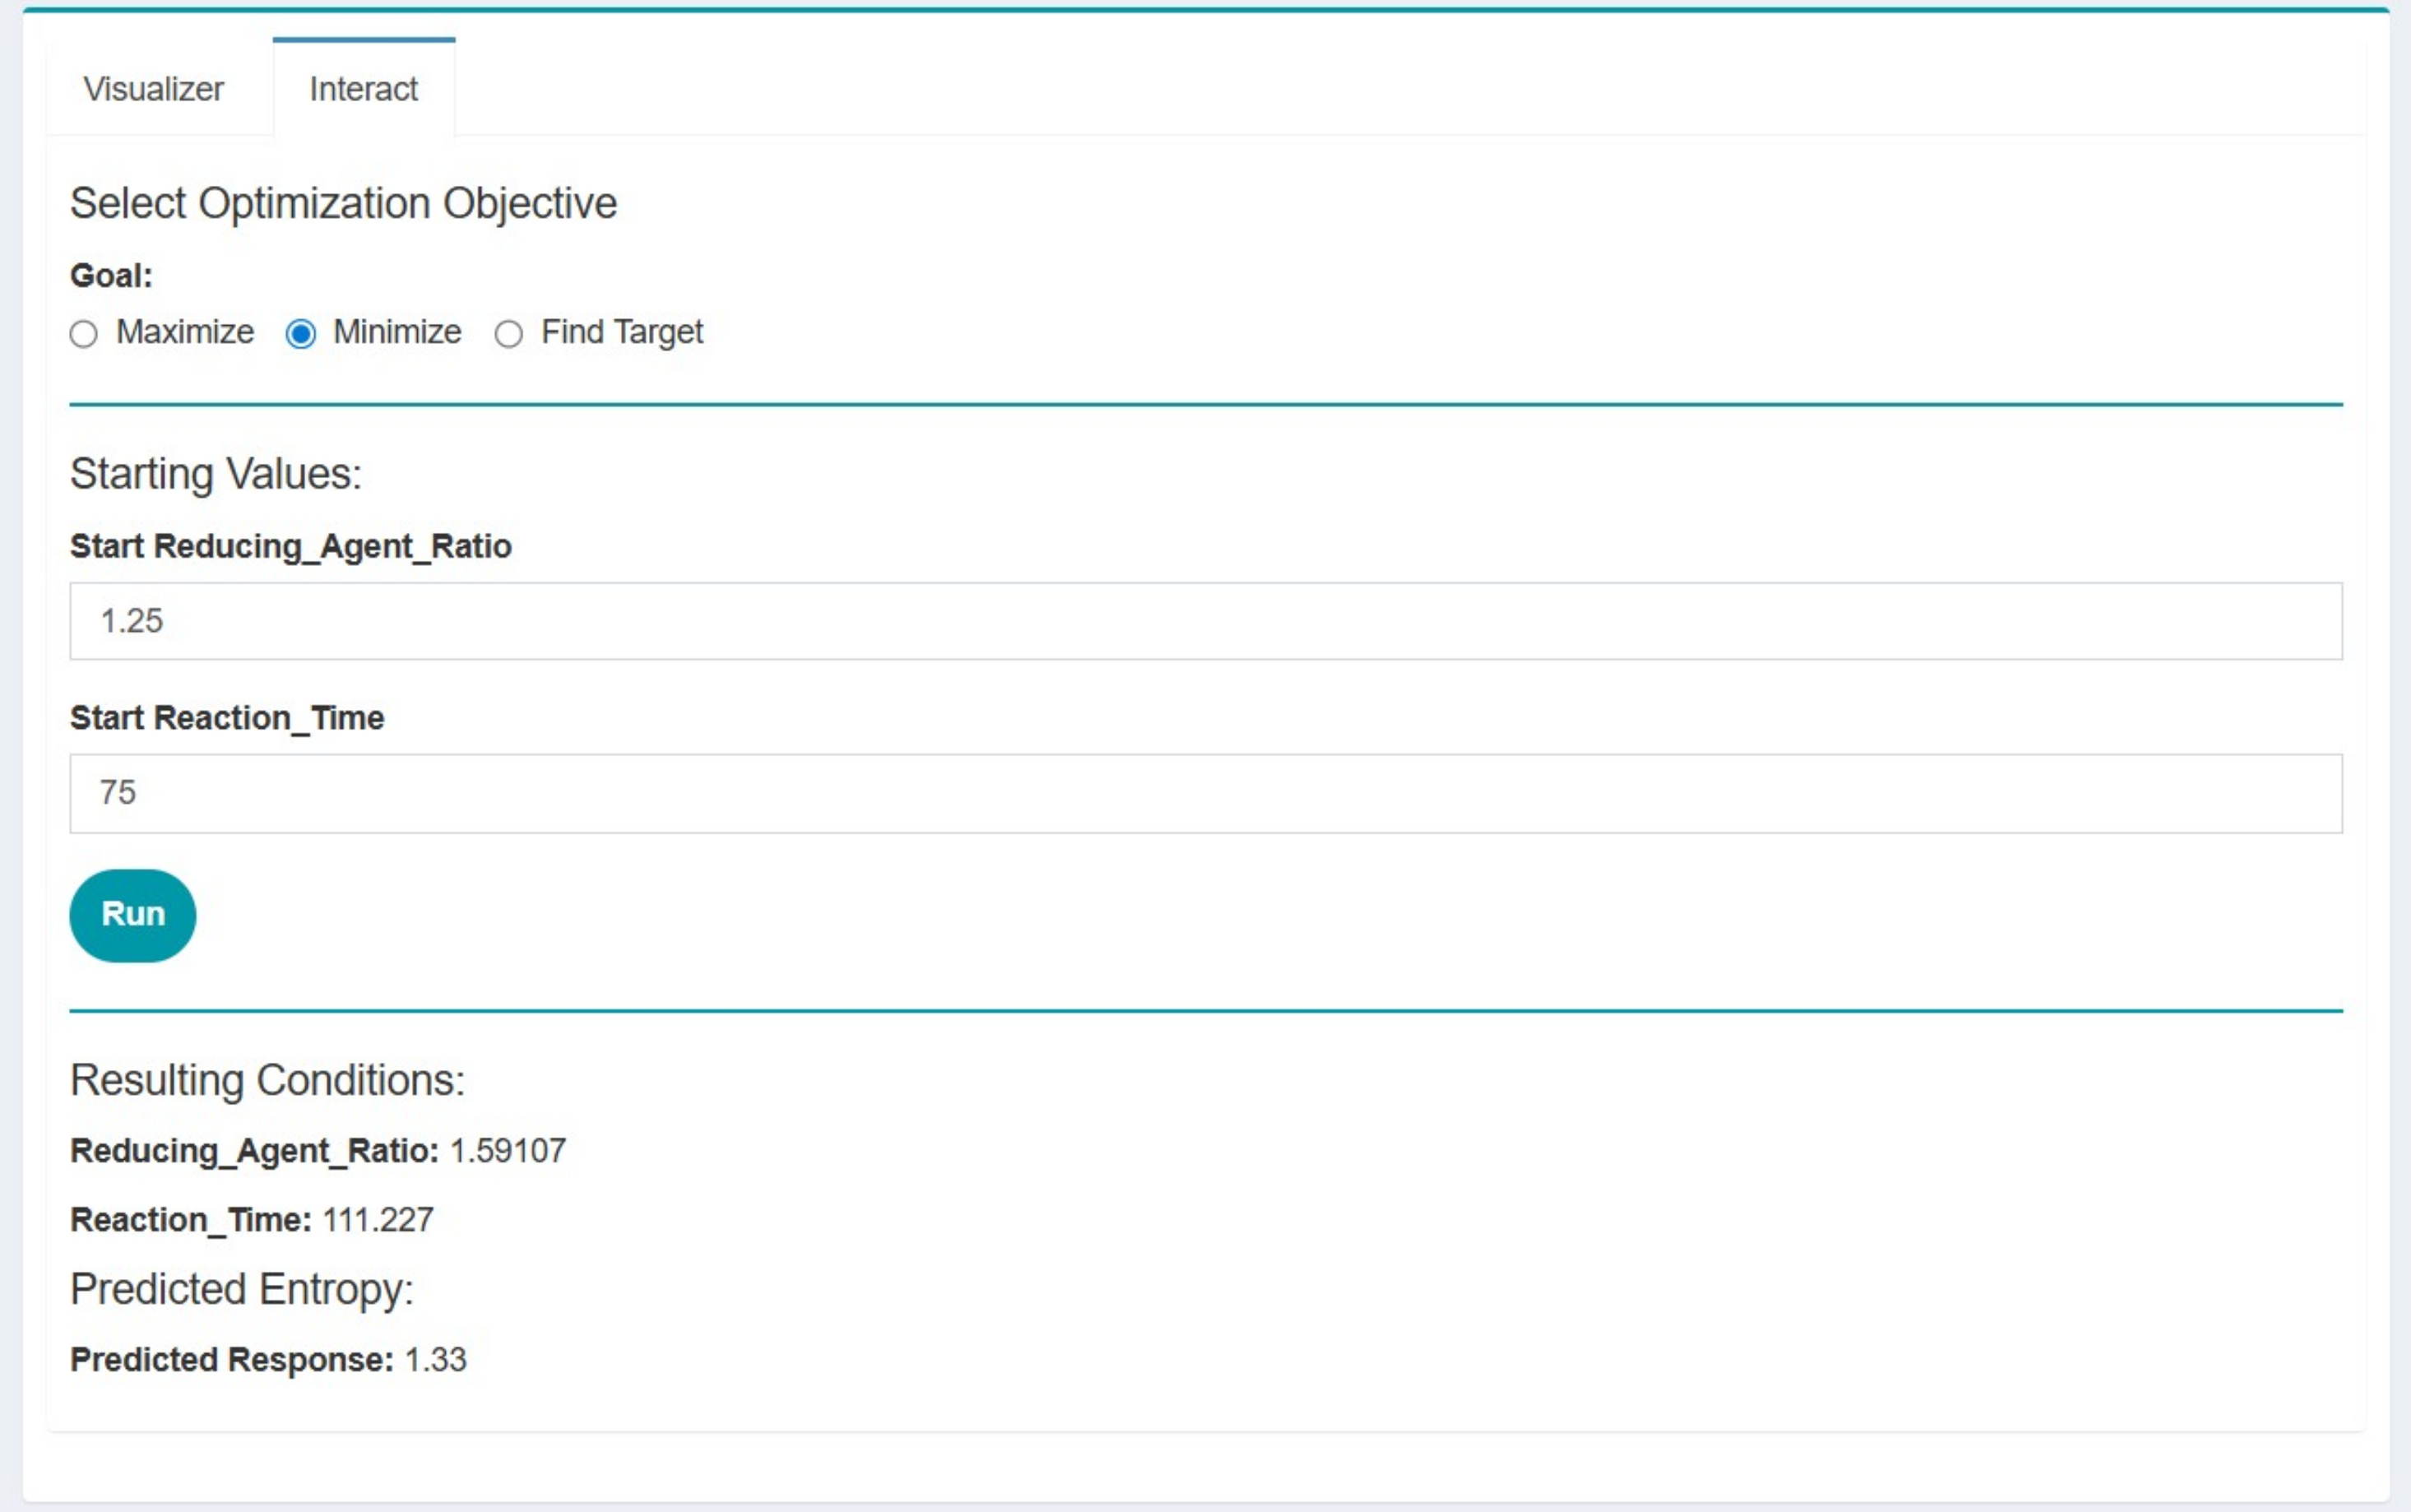 Visualizer Interact
Select Optimization Objective
Goal:
Maximize Minimize Find Target
Starting Values:
Start Reducing_Agent_Ratio
1.25
Start Reaction_Time
75
Run
Resulting Conditions:
Reducing_Agent_Ratio: 1.59107
Reaction_Time: 111.227
Predicted Entropy:
Predicted Response: 1.33